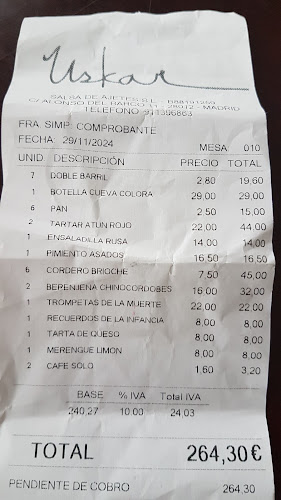 Uskar
SALSA DE AJETES S.L.
C/ ALONSO DEL BARCO 11 - 28012 - MADRID
TELEFONO
FRA. SIMP. COMPROBANTE
FECHA: 29/11/2024 MESA 010
UNID DESCRIPCIÓN PRECIO TOTAL
7 DOBLE BARRIL 2,80 19,60
1 BOTELLA CUEVA COLORA 29,00 29,00
6 PAN 2,50 15,00
2 TARTAR ATUN ROJO 22,00 44,00
1 ENSALADILLA RUSA 14,00 14,00
1 PIMIENTO ASADOS 16,50 16,50
6 CORDERO BRIOCHE 7,50 45,00
2 BERENJENA CHINOCORDOBES 16,00 32,00
1 TROMPETAS DE LA MUERTE 22,00 22,00
1 RECUERDOS DE LA INFANCIA 8,00 8,00
1 TARTA DE QUESO 8,00 8,00
1 MERENGUE LIMON 8,00 8,00
2 CAFE SOLO 1,60 3,20
BASE % IVA Total IVA
240,27 10,00 24,03
TOTAL 264,30€
PENDIENTE DE COBRO 264,30